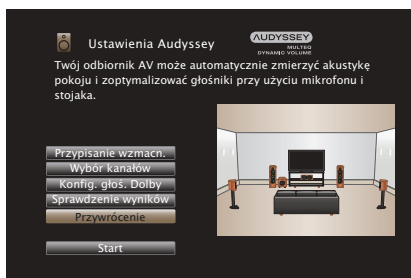 Ustawienia Audyssey
AUDYSSEY
MULTEQ
DYNAMIC VOLUME
Twój odbiornik AV może automatycznie zmierzyć akustykę
pokoju i zoptymalizować głośniki przy użyciu mikrofonu i
stojaka.
Przypisanie wzmacn.
Wybór kanałów
Konfig. głoś. Dolby
Sprawdzenie wyników
Przywrócenie
Start